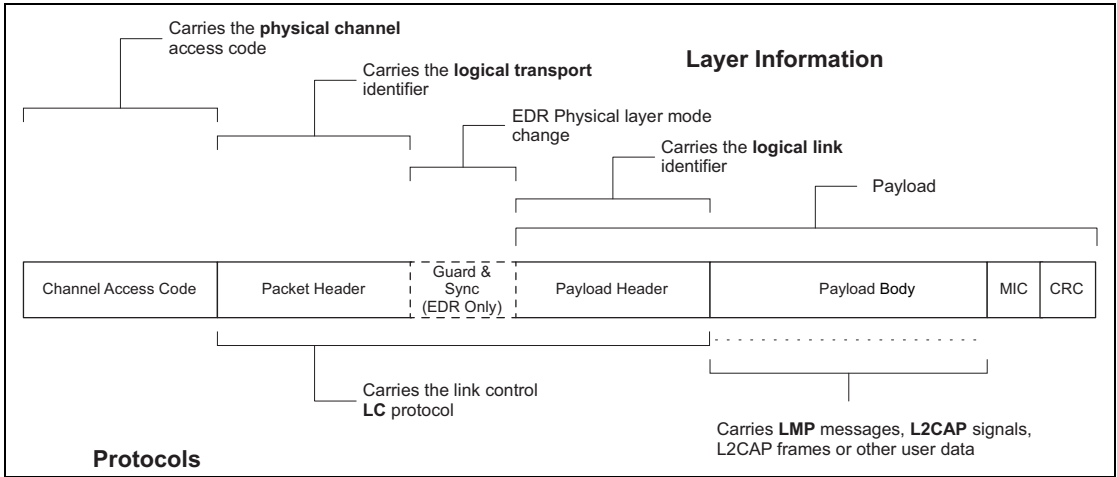 Carries the physical channel
access code
Layer Information
Carries the logical transport
identifier
EDR Physical layer mode
change
Carries the logical link
identifier
Payload
Channel Access Code
Packet Header
Guard &
Sync
(EDR Only)
Payload Header
Payload Body
MIC
CRC
Carries the link control
LC protocol
Carries LMP messages, L2CAP signals,
L2CAP frames or other user data
Protocols